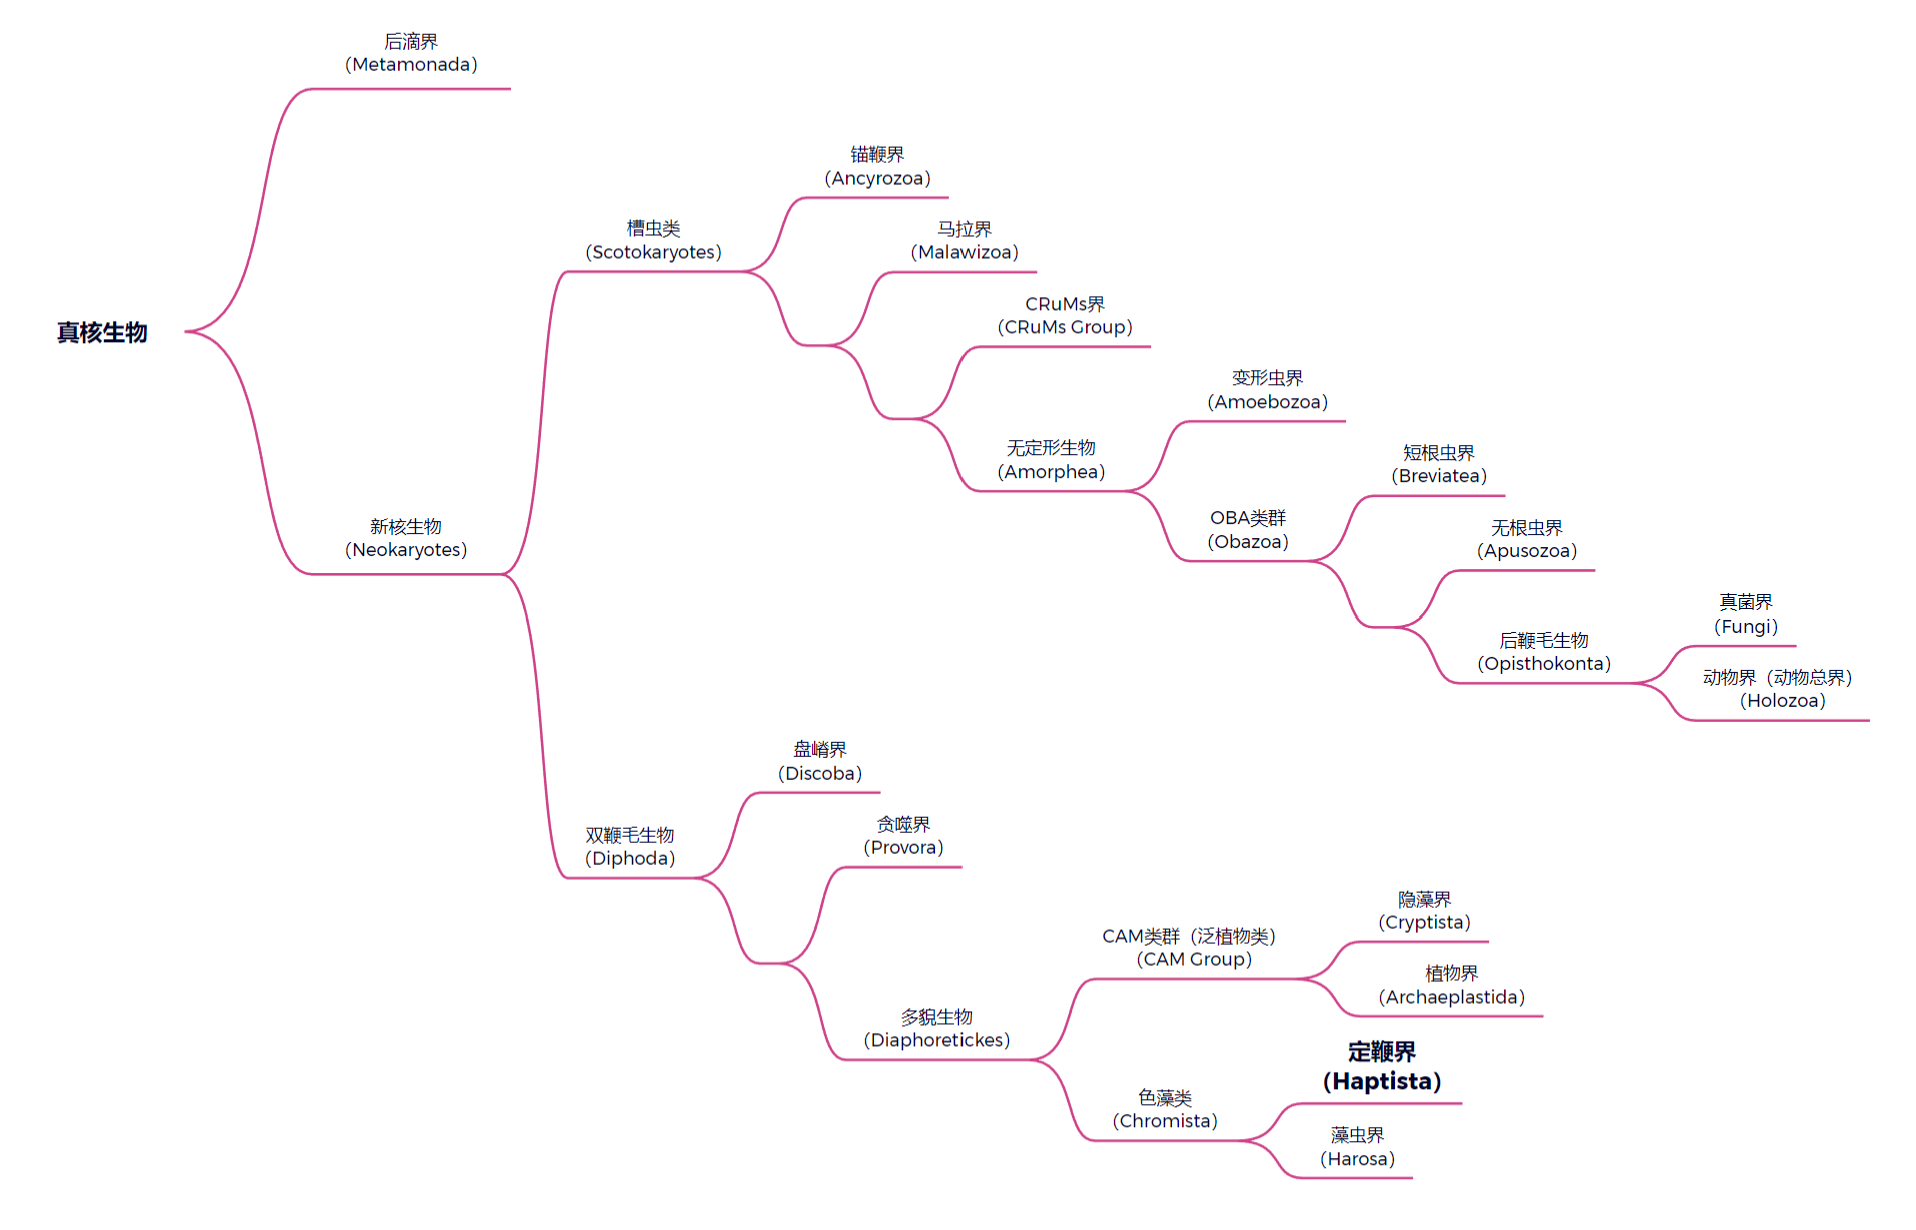 后滴界
(Metamonada)
锚鞭界
(Ancyrozoa)
槽虫类
(Scotokaryotes)
马拉界
(Malawizoa)
CRuMs界
(CRuMs Group)
真核生物
变形虫界
(Amoebozoa)
无定形生物
(Amorphea)
短根虫界
(Breviatea)
OBA类群
(Obazoa)
新核生物
(Neokaryotes)
无根虫界
(Apusozoa)
真菌界
(Fungi)
后鞭毛生物
(Opisthokonta)
动物界（动物总界）
(Holozoa)
盘嵴界
(Discoba)
双鞭毛生物
(Diphoda)
贪噬界
(Provora)
隐藻界
(Cryptista)
CAM类群（泛植物类）
(CAM Group)
植物界
(Archaeplastida)
多貌生物
(Diaphoretickes)
定鞭界
(Haptista)
色藻类
(Chromista)
藻虫界
(Harosa)